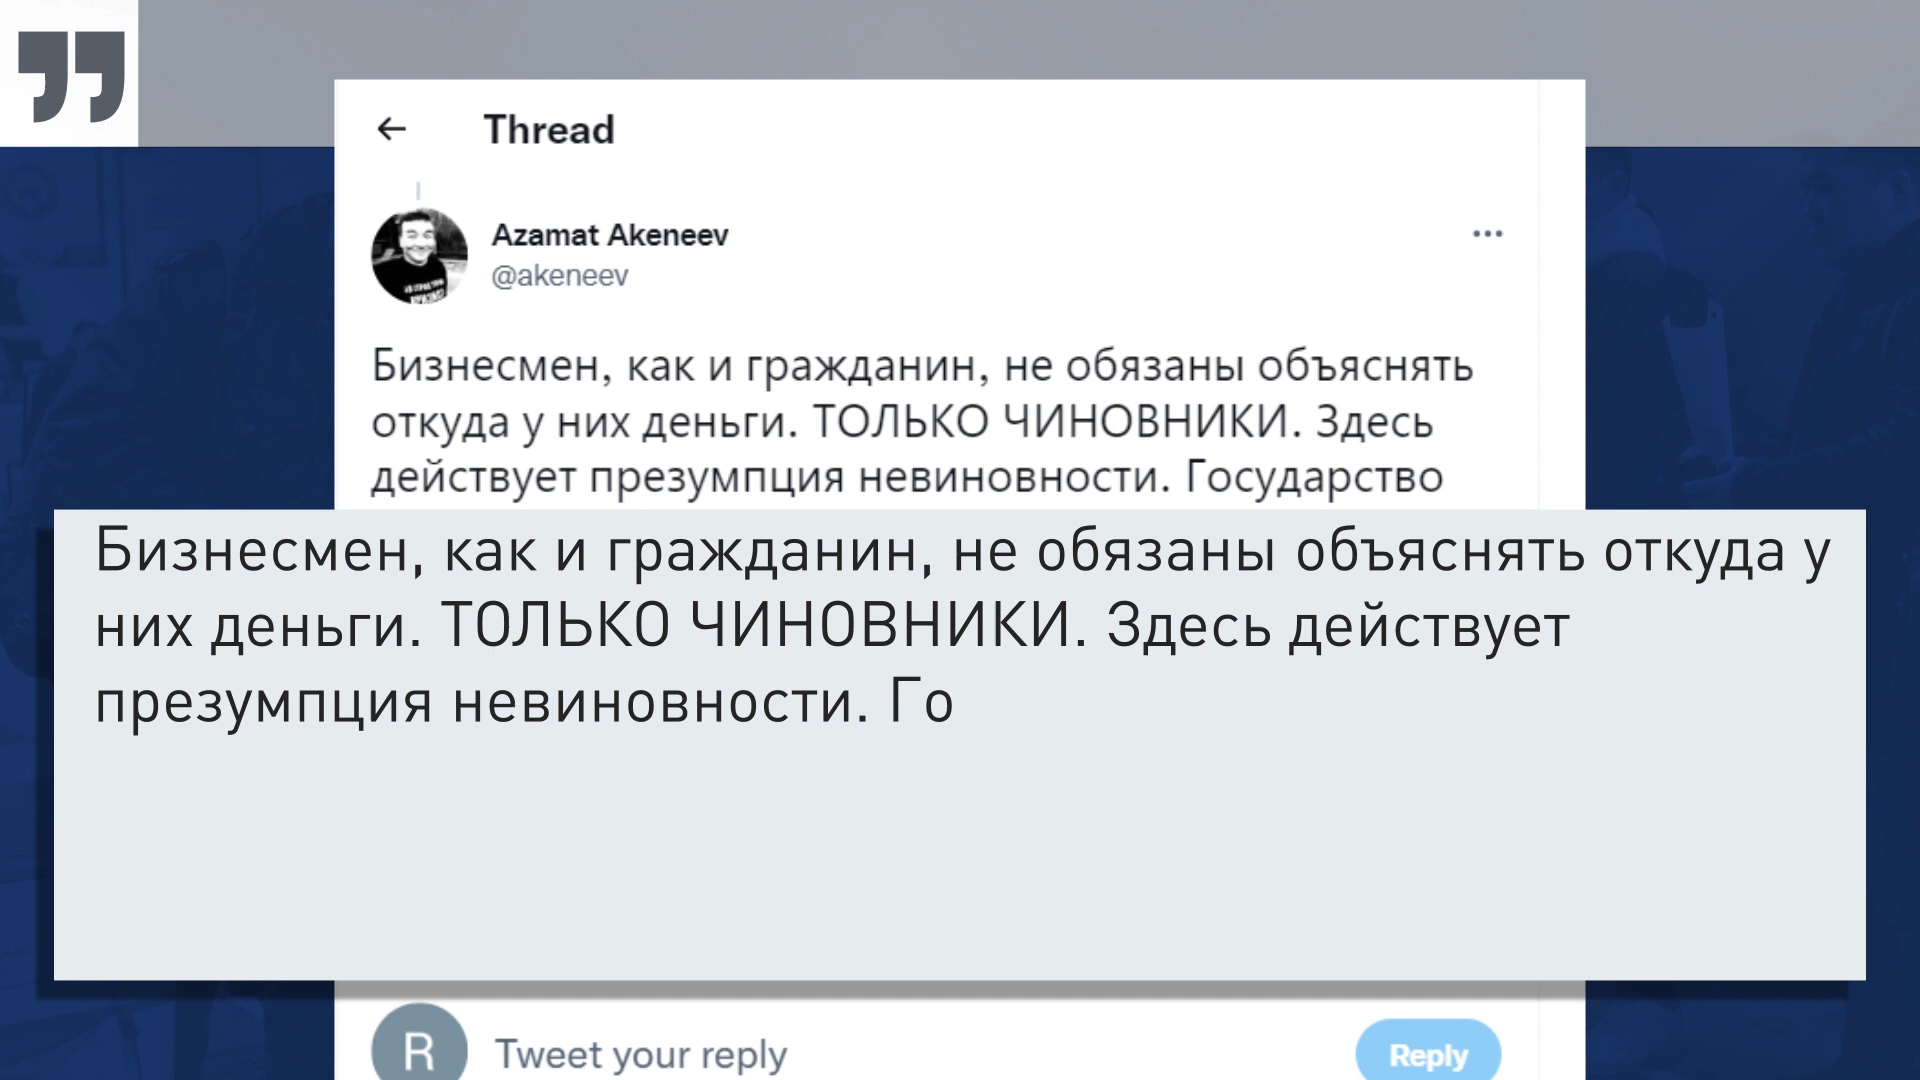 Thread
Azamat Akeneev
@akeneev
Бизнесмен, как и гражданин, не обязаны объяснять
откуда у них деньги. ТОЛЬКО ЧИНОВНИКИ. Здесь
действует презумпция невиновности. Государство
Бизнесмен, как и гражданин, не обязаны объяснять откуда у
них деньги. ТОЛЬКО ЧИНОВНИКИ. Здесь действует
презумпция невиновности. Го
R
Tweet your reply
Reply